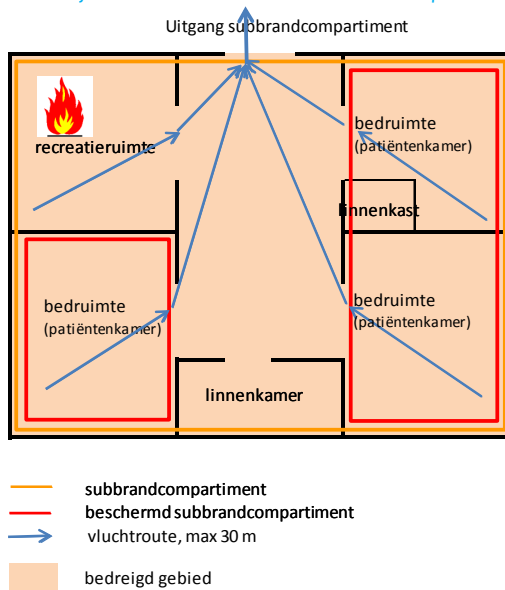 Uitgang subbrandcompartiment
recreatieruimte
bedruimte
(patiëntenkamer)
linnenkast
bedruimte
(patiëntenkamer)
bedruimte
(patiëntenkamer)
linnenkamer
subbrandcompartiment
beschermd subbrandcompartiment
vluchtroute, max 30 m
bedreigd gebied